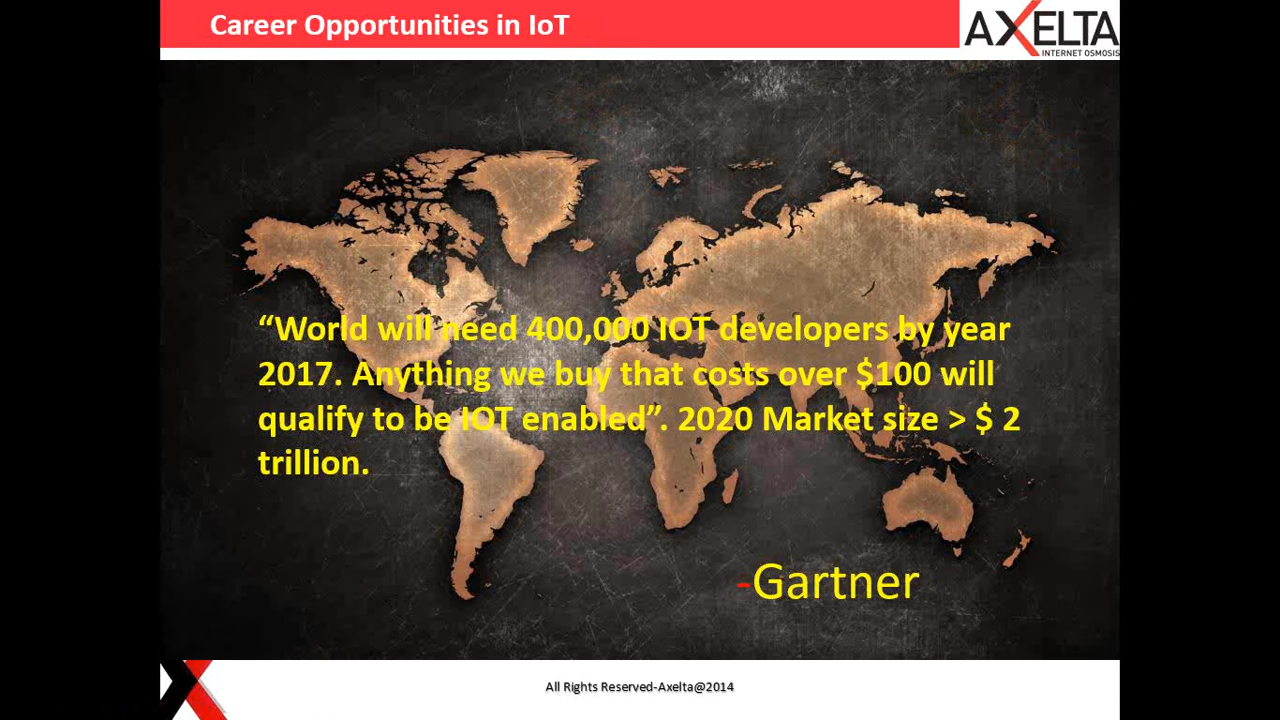 Career Opportunities in IoT
AXELTA
INTERNET OSMOSIS
“World will need 400,000 IOT developers by year
2017. Anything we buy that costs over $100 will
qualify to be IOT enabled”. 2020 Market size > $ 2
trillion.
-Gartner
All Rights Reserved-Axelta@2014